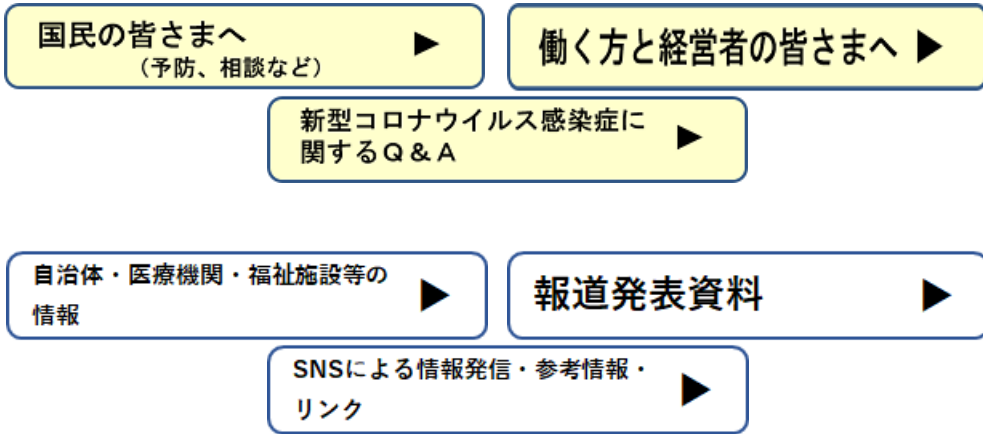 国民の皆さまへ ▶
（予防、相談など）
働く方と経営者の皆さまへ ▶
新型コロナウイルス感染症に
関するＱ＆Ａ ▶
自治体・医療機関・福祉施設等の
情報 ▶
報道発表資料 ▶
SNSによる情報発信・参考情報・
リンク ▶